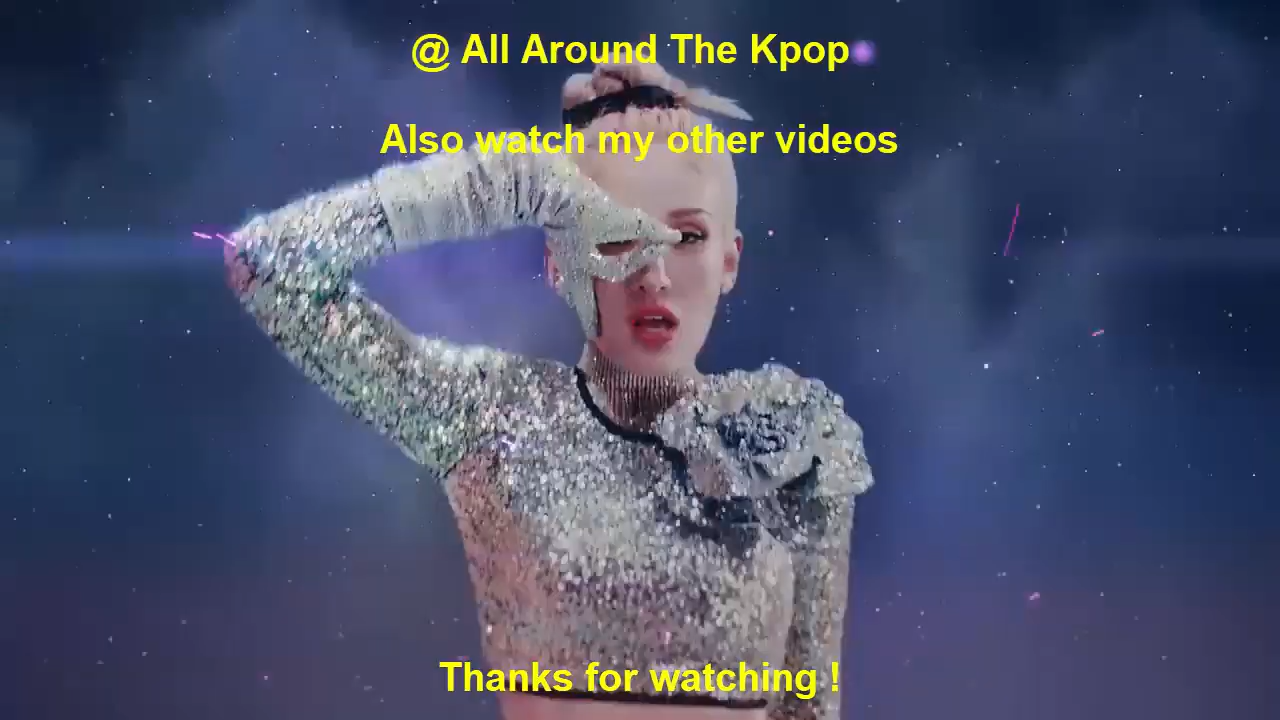 @ All Around The Kpop
Also watch my other videos
Thanks for watching !